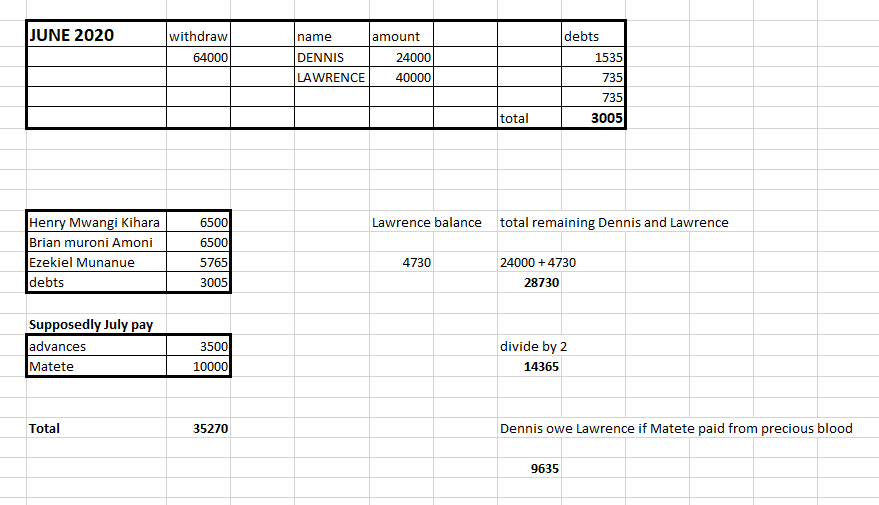 JUNE 2020 withdraw name amount debts
64000 DENNIS 24000 1535
LAWRENCE 40000 735
735
total 3005
Henry Mwangi Kihara 6500 Lawrence balance total remaining Dennis and Lawrence
Brian muroni Amoni 6500
Ezekiel Munanue 5765 4730 24000 + 4730
debts 3005 28730
Supposedly July pay
advances 3500 divide by 2
Matete 10000 14365
Total 35270 Dennis owe Lawrence if Matete paid from precious blood
9635